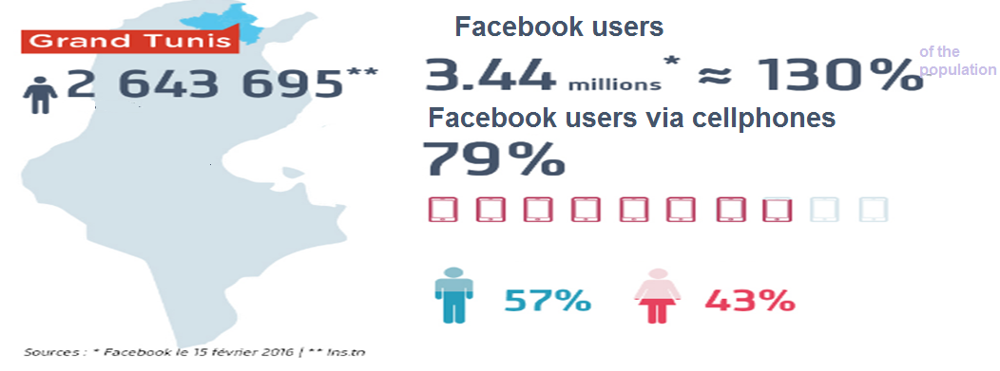 Grand Tunis
2 643 695**
Facebook users
3.44 millions* ≈ 130% of the population
Facebook users via cellphones
79%
57% 43%
Sources : * Facebook le 15 février 2016 | ** Ins.tn